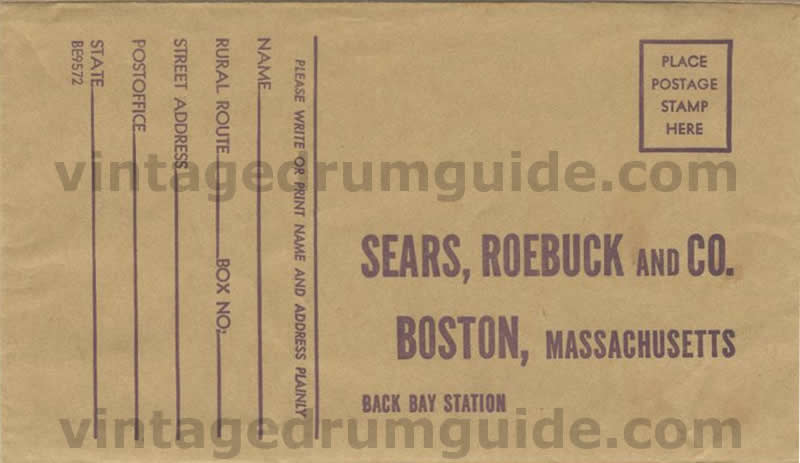 PLEASE WRITE OR PRINT NAME AND ADDRESS PLAINLY
NAME
RURAL ROUTE BOX NO;
STREET ADDRESS
POSTOFFICE
STATE
BE9572
PLACE
POSTAGE
STAMP
HERE
vintagedrumguide.com
SEARS, ROEBUCK AND CO.
BOSTON, MASSACHUSETTS
BACK BAY STATION
vintagedrumguide.com